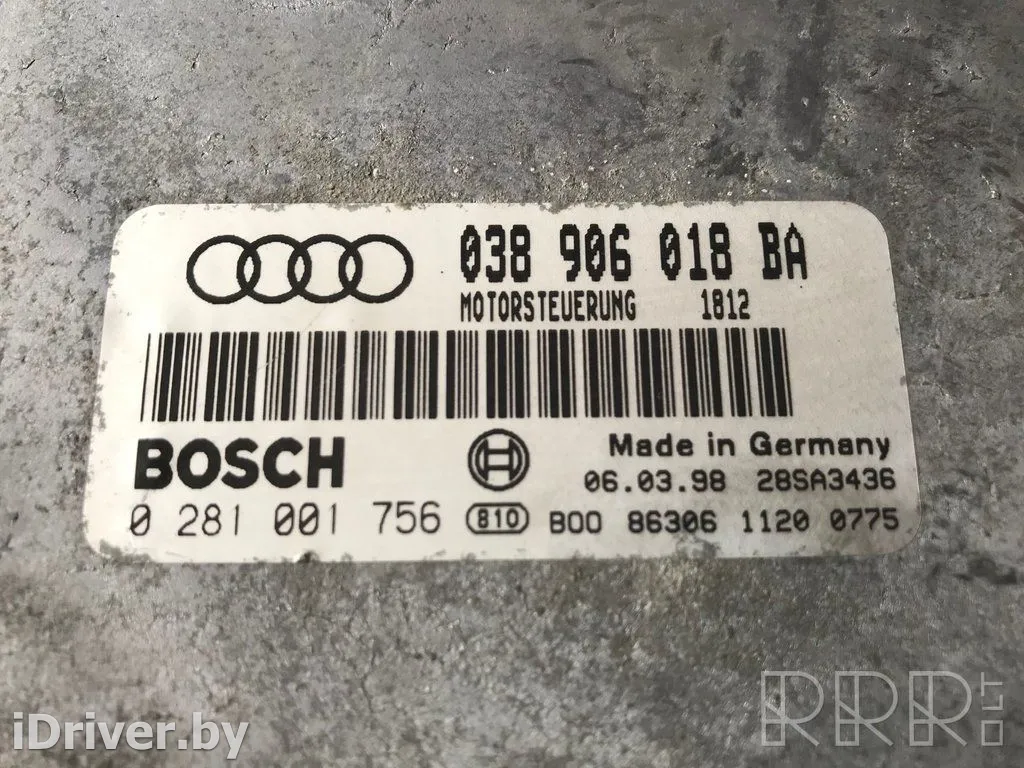 038 906 018 BA
MOTORSTEUERUNG 1812
BOSCH
Made in Germany
06.03.98 28SA3436
0 281 001 756 810 B00 86306 1120 0775
iDriver.by
RRR.LT